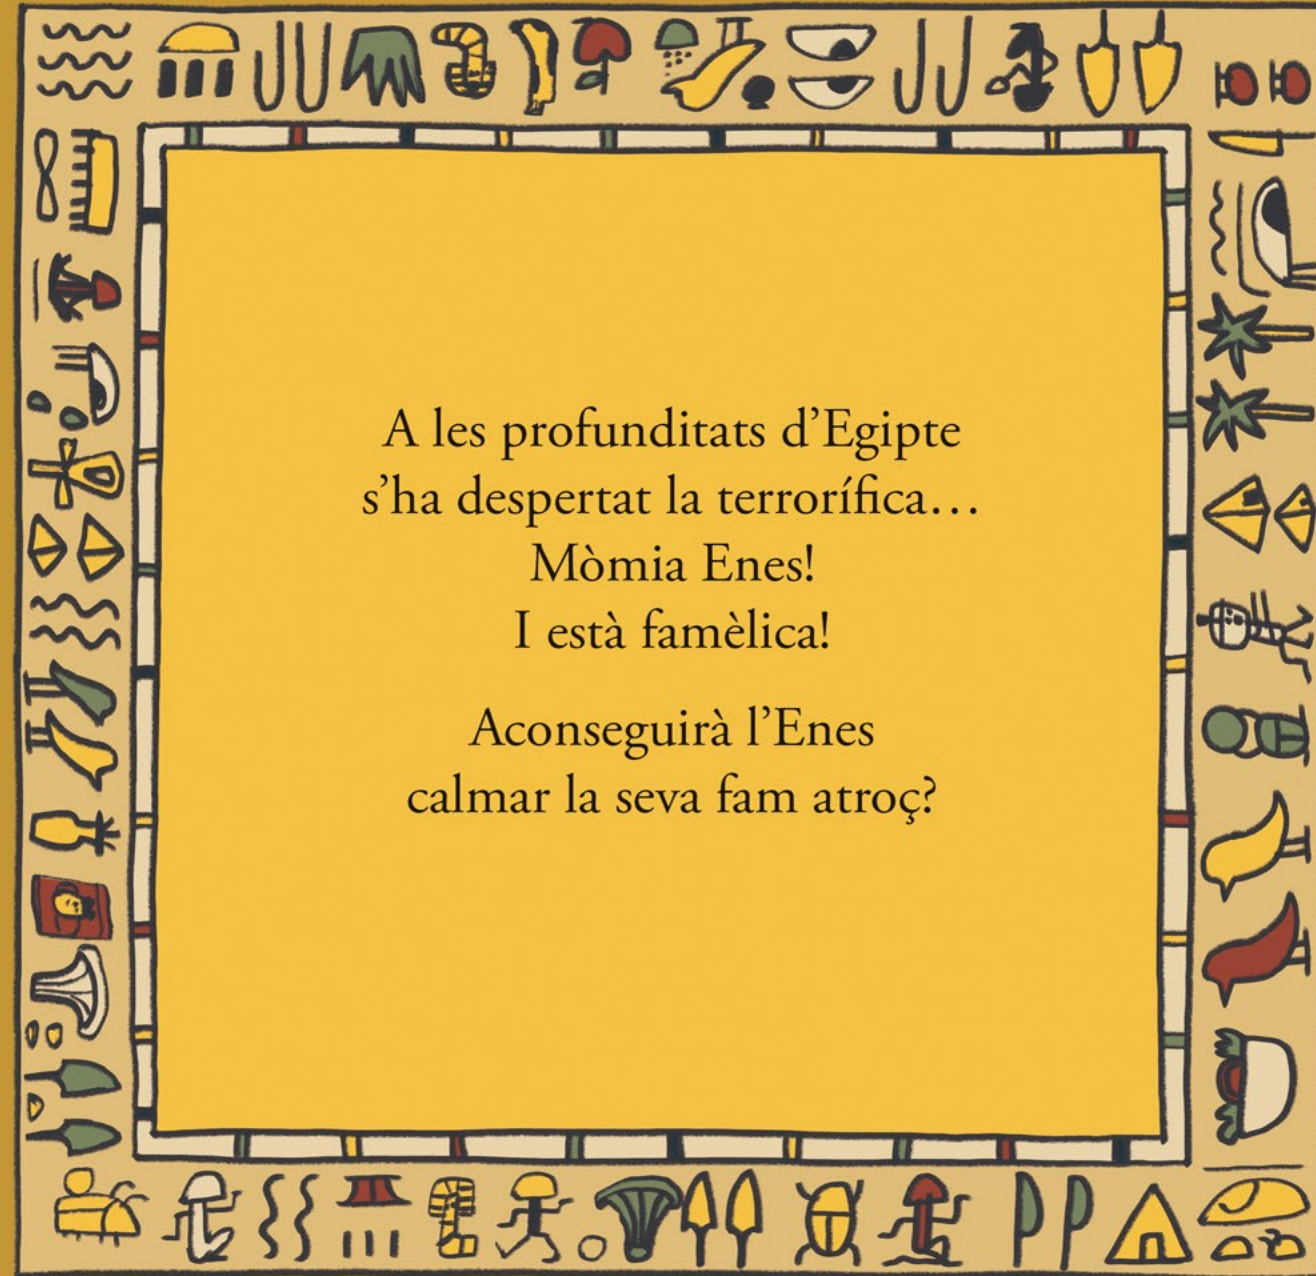 A les profunditats d’Egipte
s’ha despertat la terrorífica…
Mòmia Enes!
I està famèlica!
Aconseguirà l’Enes
calmar la seva fam atroç?